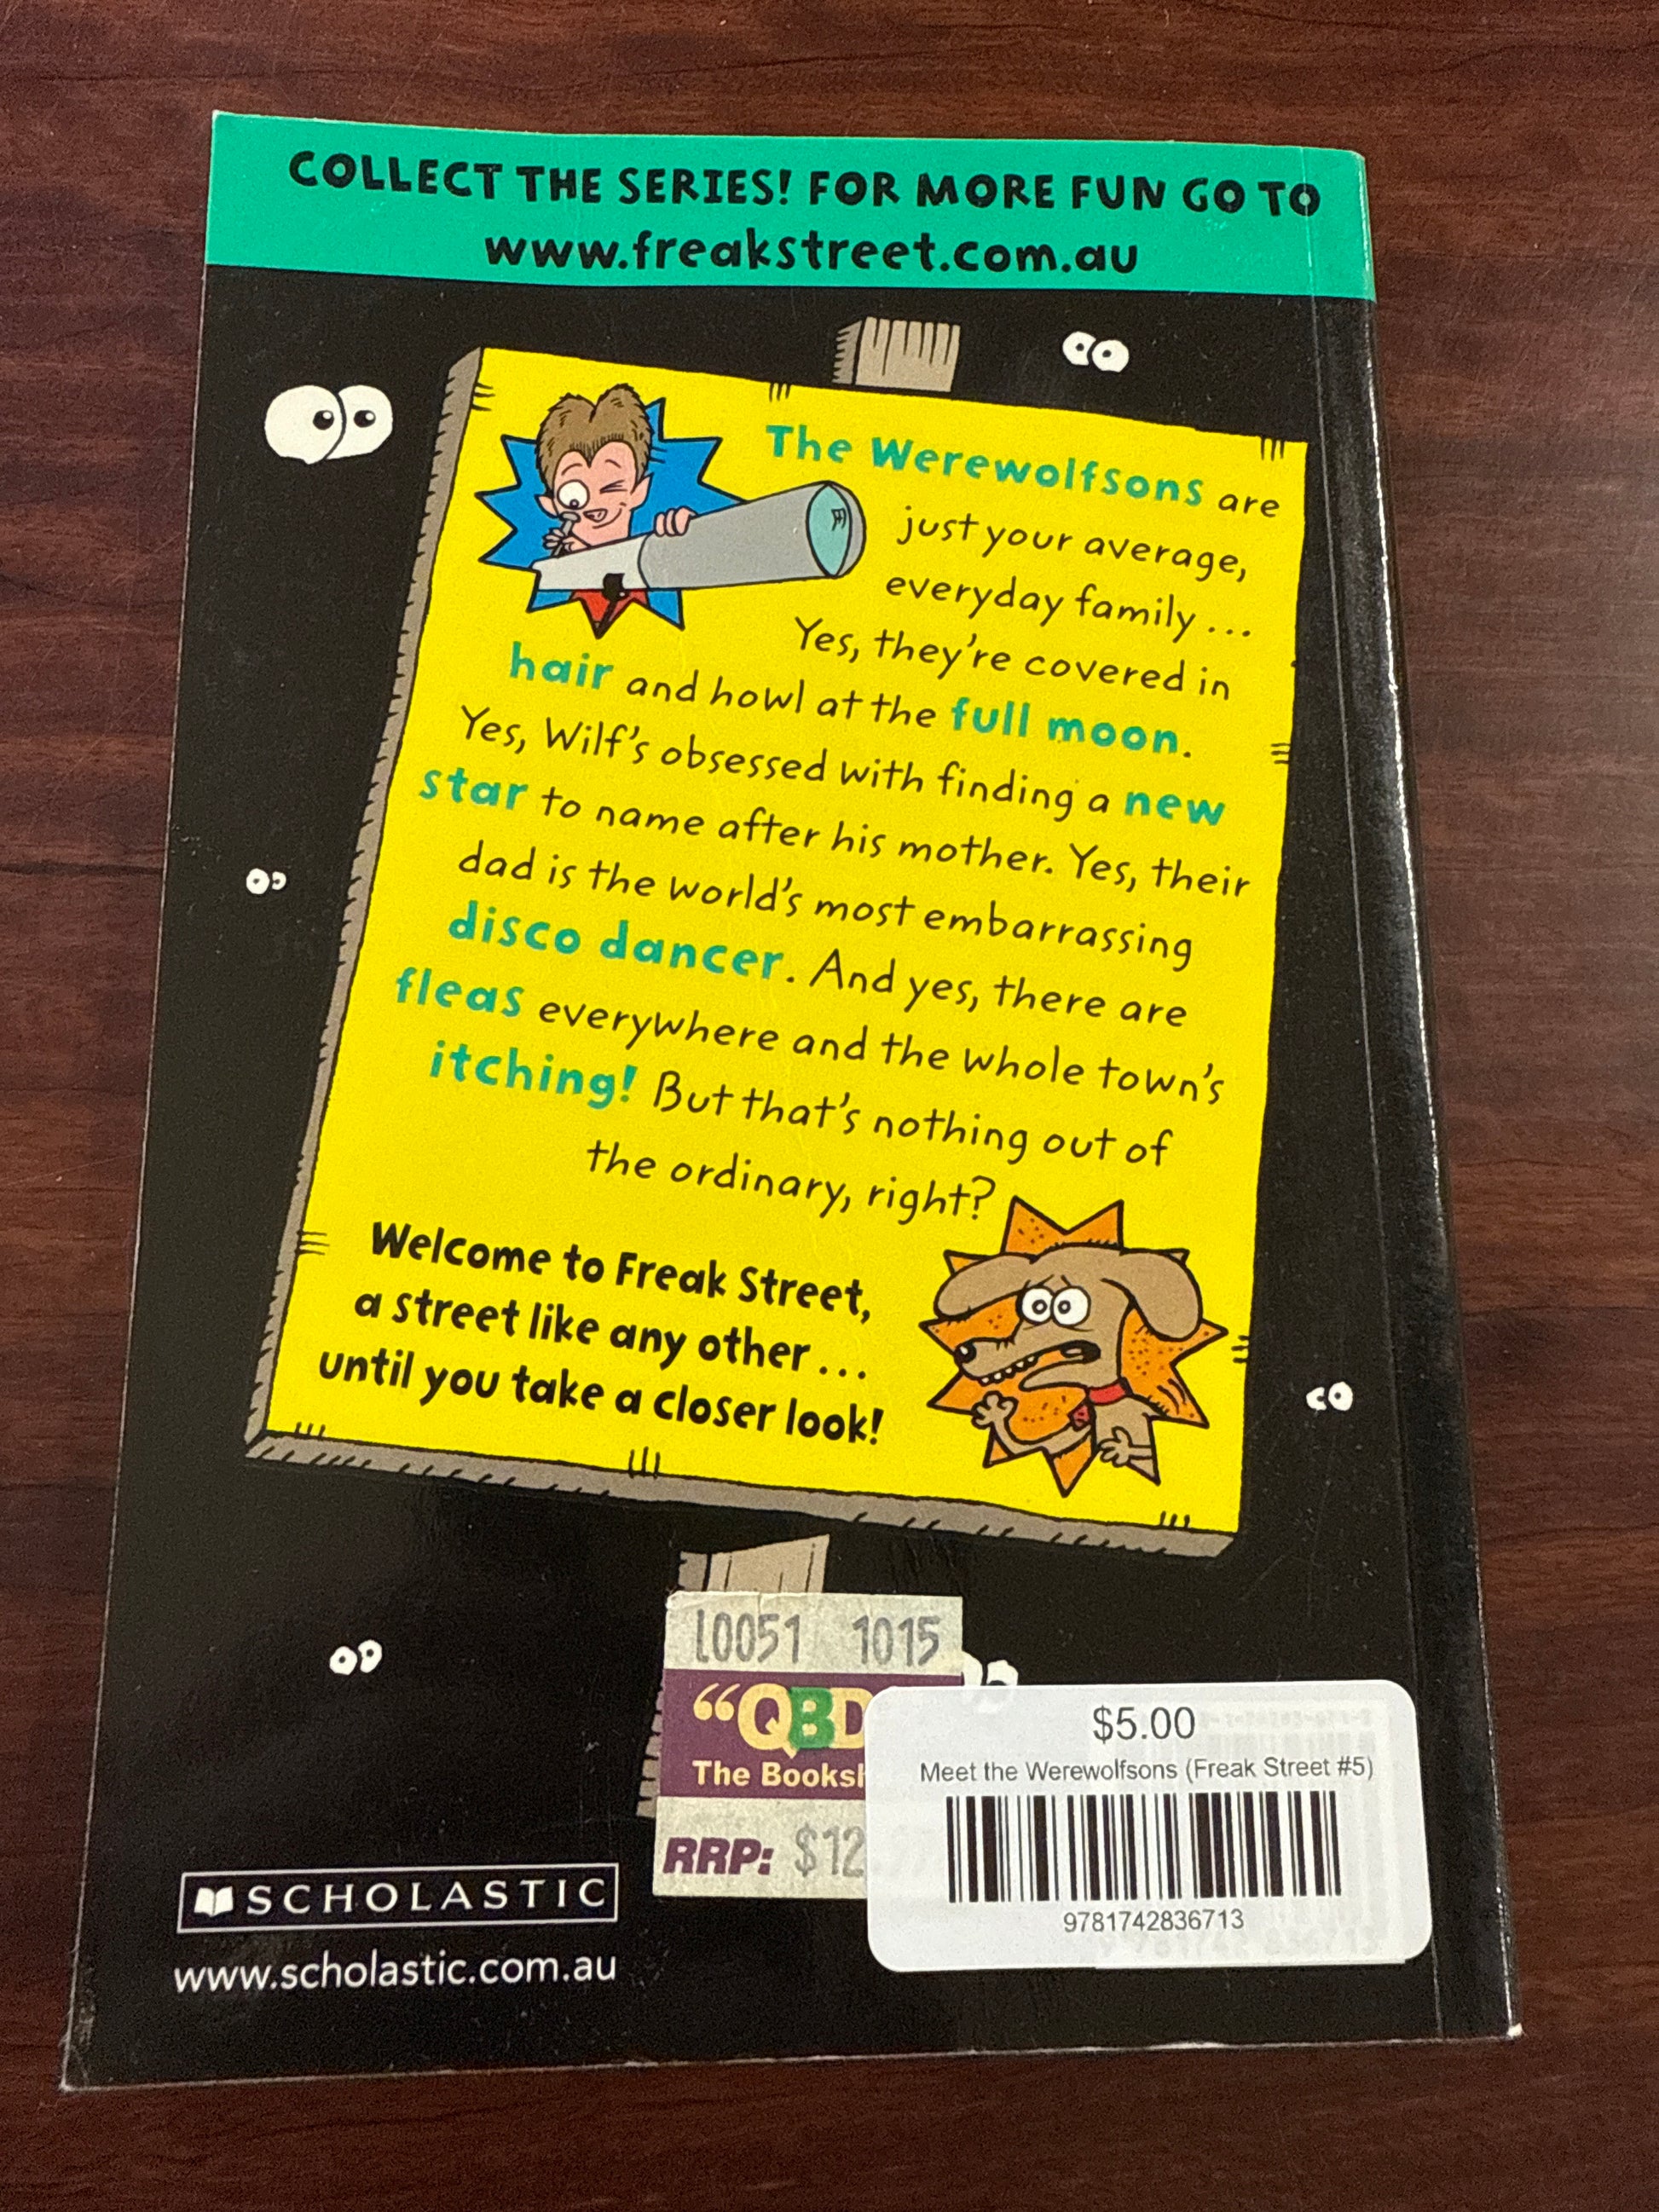 COLLECT THE SERIES! FOR MORE FUN GO TO
www.freakstreet.com.au
The Werewolfsons are
just your average,
everyday family ...
Yes, they're covered in
hair and howl at the full moon.
Yes, Wilf's obsessed with finding a new
star to name after his mother. Yes, their
dad is the world's most embarrassing
disco dancer. And yes, there are
fleas everywhere and the whole town's
itching! But that's nothing out of
the ordinary, right?
Welcome to Freak Street,
a street like any other ...
until you take a closer look!
L0051 1015
"QBD
The Booksh
RRP: $12
$5.00
Meet the Werewolfsons (Freak Street #5)
9781742836713
SCHOLASTIC
www.scholastic.com.au